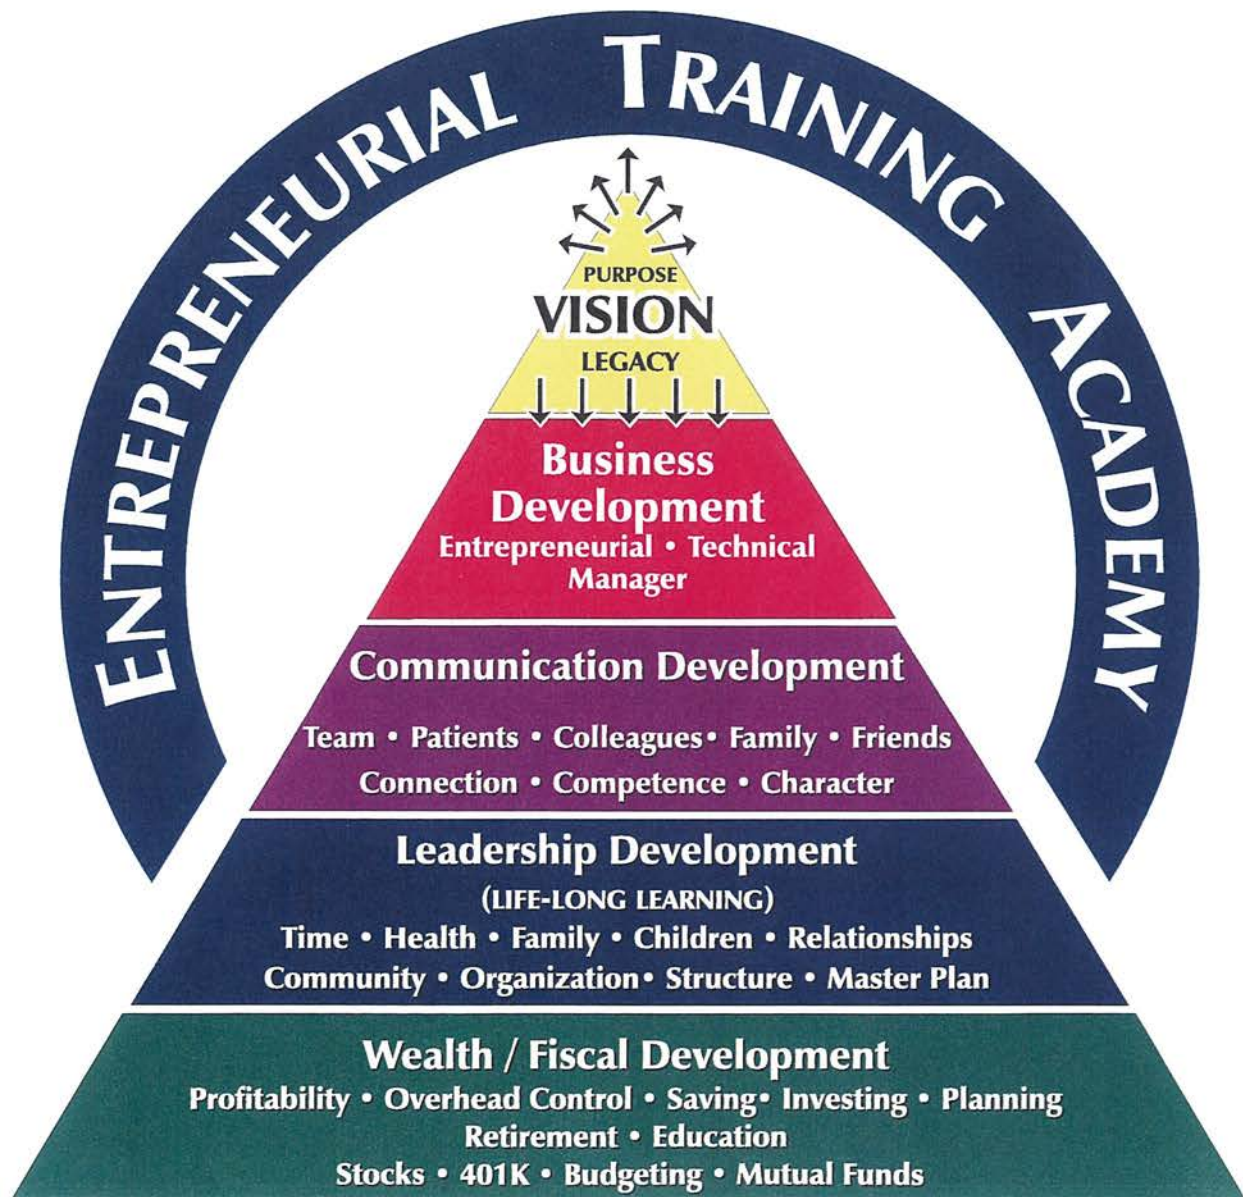 ENTREPRENEURIAL TRAINING ACADEMY
PURPOSE
VISION
LEGACY
Business
Development
Entrepreneurial • Technical
Manager
Communication Development
Team • Patients • Colleagues • Family • Friends
Connection • Competence • Character
Leadership Development
(LIFE-LONG LEARNING)
Time • Health • Family • Children • Relationships
Community • Organization • Structure • Master Plan
Wealth / Fiscal Development
Profitability • Overhead Control • Saving • Investing • Planning
Retirement • Education
Stocks • 401K • Budgeting • Mutual Funds